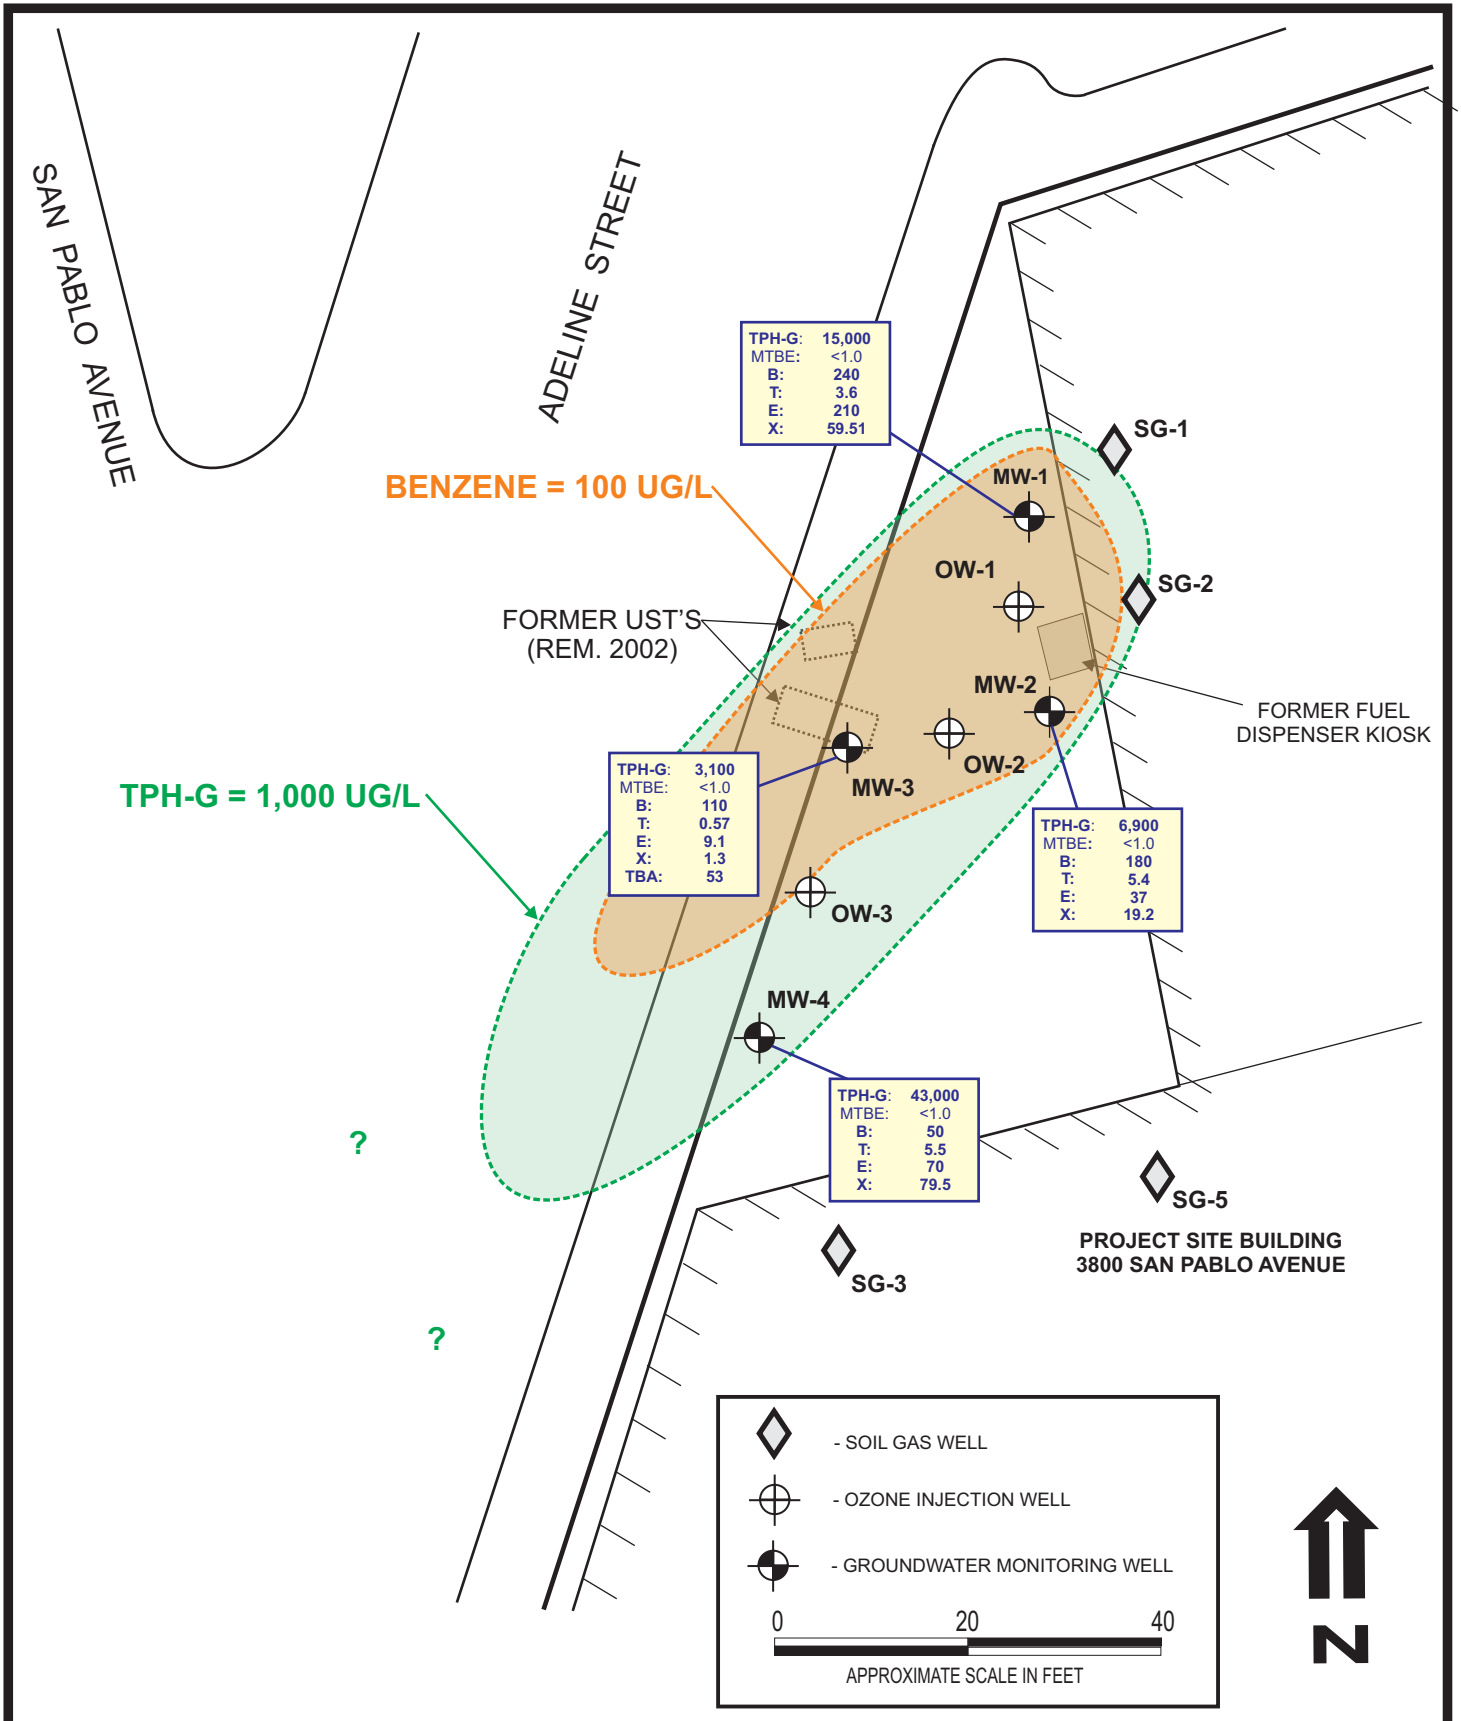 SAN PABLO AVENUE
ADELINE STREET
TPH-G: 15,000
MTBE: <1.0
B: 240
T: 3.6
E: 210
X: 59.51
SG-1
MW-1
BENZENE = 100 UG/L
OW-1
SG-2
FORMER UST'S
(REM. 2002)
MW-2
FORMER FUEL
DISPENSER KIOSK
OW-2
MW-3
TPH-G: 3,100
MTBE: <1.0
B: 110
T: 0.57
E: 9.1
X: 1.3
TBA: 53
TPH-G = 1,000 UG/L
TPH-G: 6,900
MTBE: <1.0
B: 180
T: 5.4
E: 37
X: 19.2
OW-3
MW-4
TPH-G: 43,000
MTBE: <1.0
B: 50
T: 5.5
E: 70
X: 79.5
?
SG-5
PROJECT SITE BUILDING
3800 SAN PABLO AVENUE
SG-3
?
- SOIL GAS WELL
- OZONE INJECTION WELL
- GROUNDWATER MONITORING WELL
0 20 40
APPROXIMATE SCALE IN FEET
N